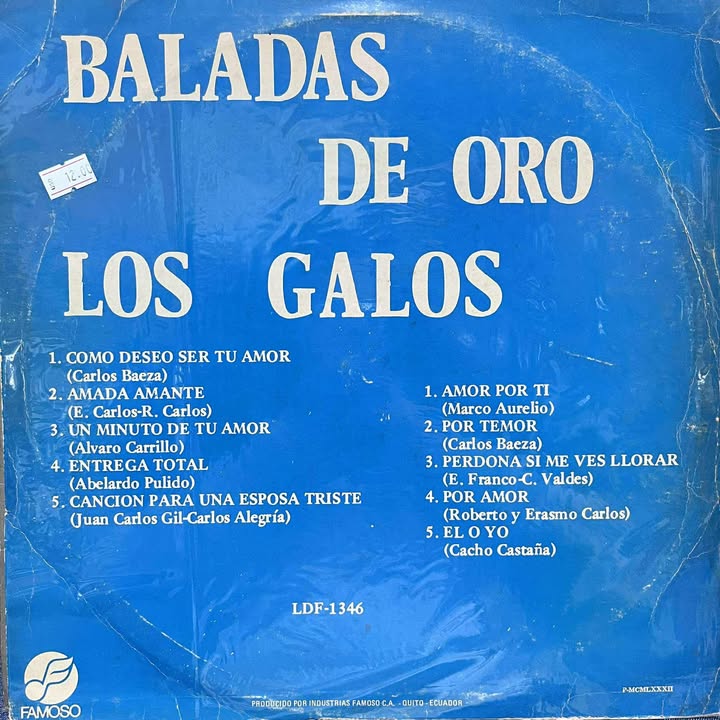 BALADAS
DE ORO
$ 12.00
LOS GALOS
1. COMO DESEO SER TU AMOR
(Carlos Baeza)
2. AMADA AMANTE
(E. Carlos-R. Carlos)
3. UN MINUTO DE TU AMOR
(Alvaro Carrillo)
4. ENTREGA TOTAL
(Abelardo Pulido)
5. CANCION PARA UNA ESPOSA TRISTE
(Juan Carlos Gil-Carlos Alegría)
1. AMOR POR TI
(Marco Aurelio)
2. POR TEMOR
(Carlos Baeza)
3. PERDONA SI ME VES LLORAR
(E. Franco-C. Valdes)
4. POR AMOR
(Roberto y Erasmo Carlos)
5. EL O YO
(Cacho Castaña)
LDF-1346
FAMOSO
PRODUCIDO POR INDUSTRIAS FAMOSO C.A. - QUITO - ECUADOR -
P-MCMLXXXII